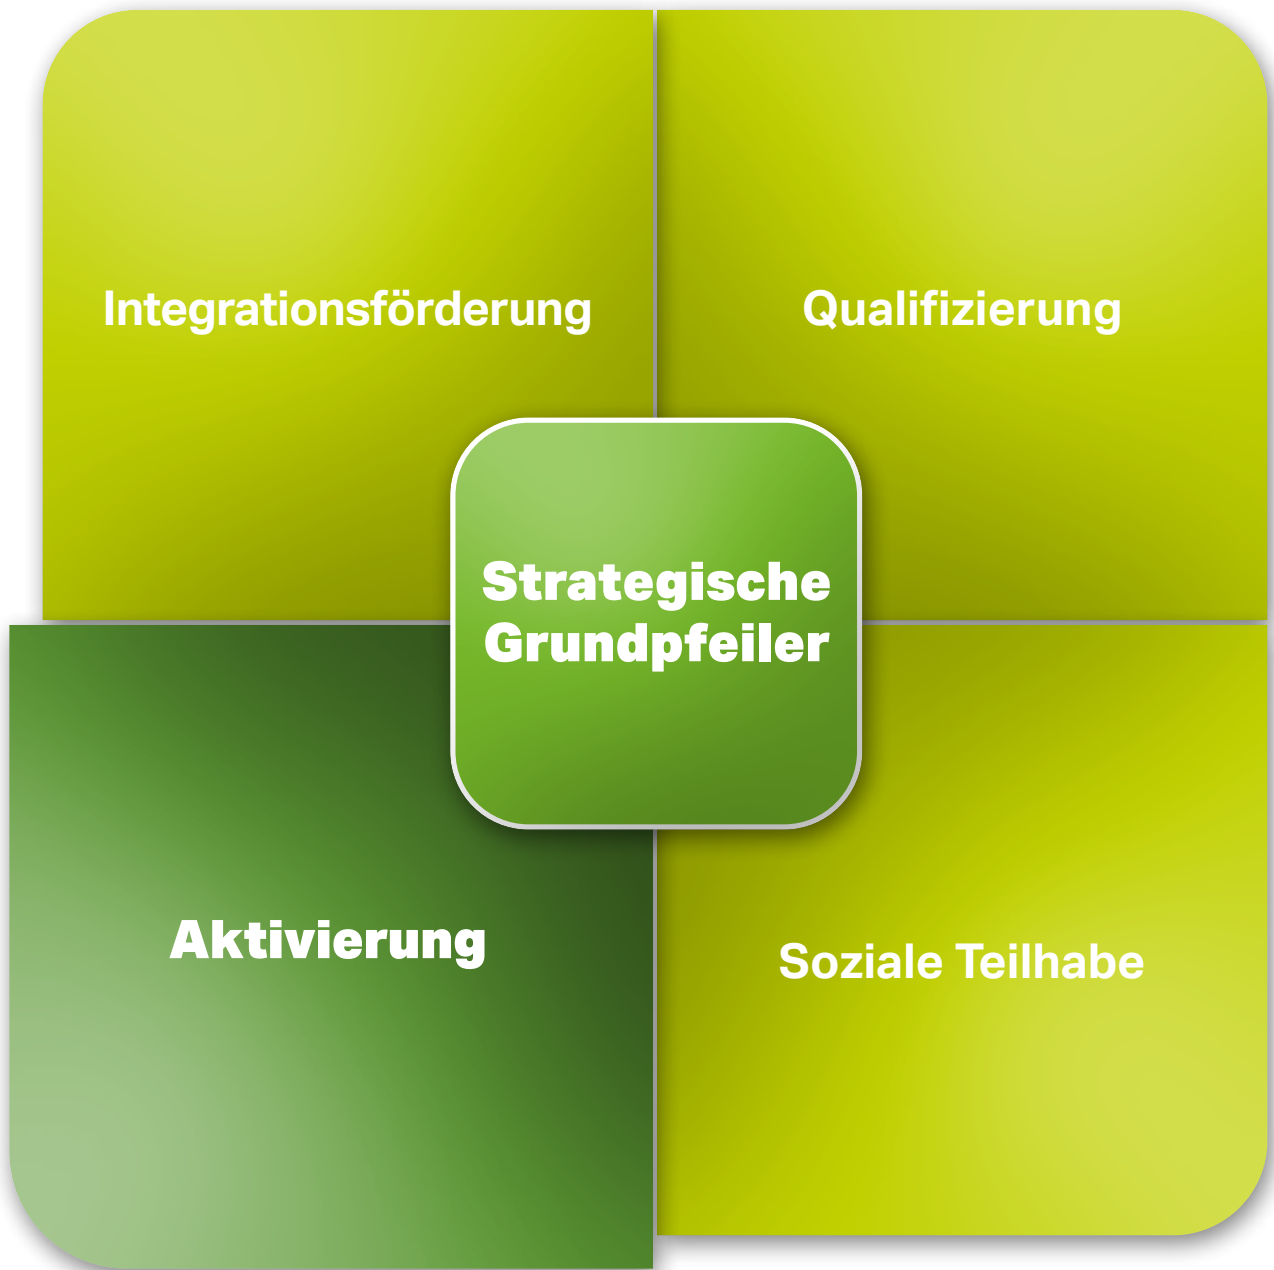 Integrationsförderung
Qualifizierung
Strategische
Grundpfeiler
Aktivierung
Soziale Teilhabe